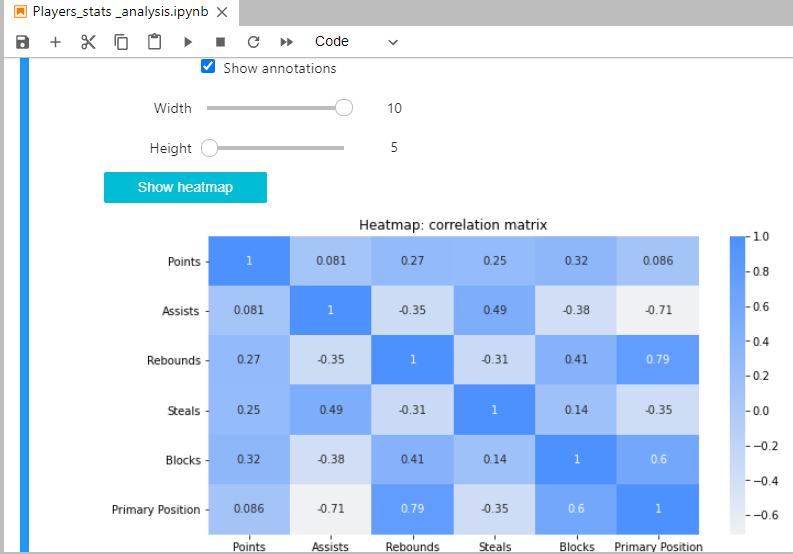 Players_stats _analysis.ipynb
Code
Show annotations
Width 10
Height 5
Show heatmap
Heatmap: correlation matrix
Points 1 0.081 0.27 0.25 0.32 0.086
Assists 0.081 1 -0.35 0.49 -0.38 -0.71
Rebounds 0.27 -0.35 1 -0.31 0.41 0.79
Steals 0.25 0.49 -0.31 1 0.14 -0.35
Blocks 0.32 -0.38 0.41 0.14 1 0.6
Primary Position 0.086 -0.71 0.79 -0.35 0.6 1
Points Assists Rebounds Steals Blocks Primary Position
1.0
0.8
0.6
0.4
0.2
0.0
−0.2
−0.4
−0.6